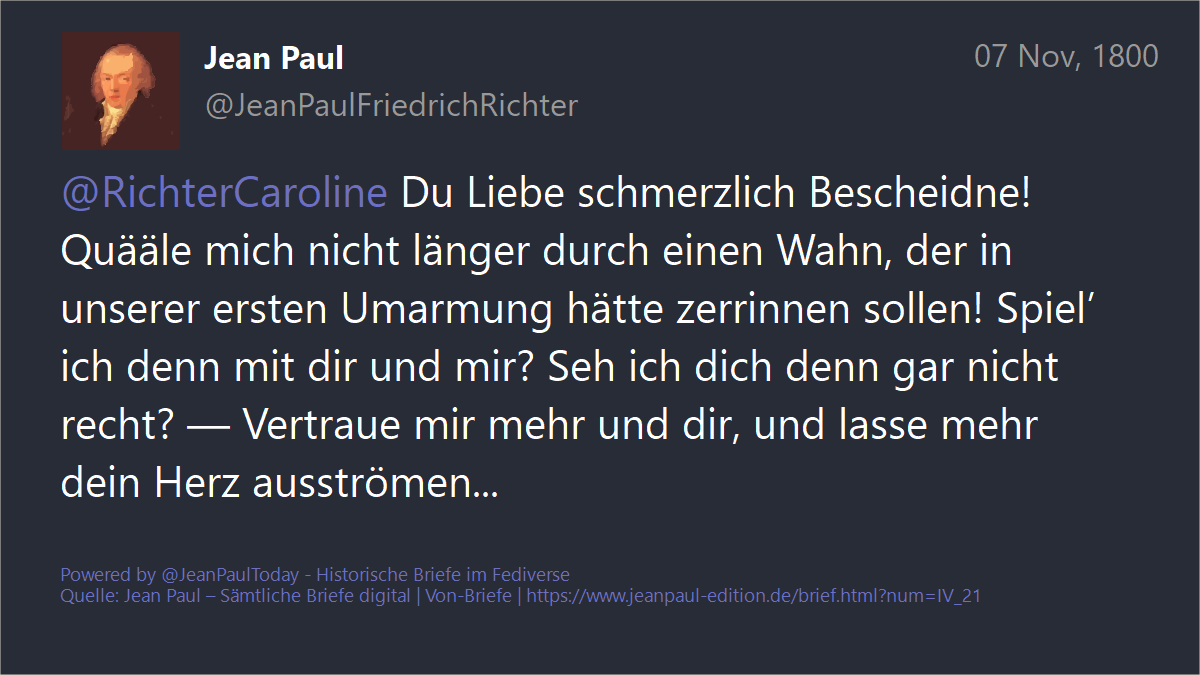 Jean Paul
07 Nov, 1800
@JeanPaulFriedrichRichter
@RichterCaroline Du Liebe schmerzlich Bescheidne!
Quääle mich nicht länger durch einen Wahn, der in
unserer ersten Umarmung hätte zerrinnen sollen! Spiel’
ich denn mit dir und mir? Seh ich dich denn gar nicht
recht? — Vertraue mir mehr und dir, und lasse mehr
dein Herz ausströmen...
Powered by @JeanPaulToday - Historische Briefe im Fediverse
Quelle: Jean Paul – Sämtliche Briefe digital | Von-Briefe | https://www.jeanpaul-edition.de/brief.html?num=IV_21